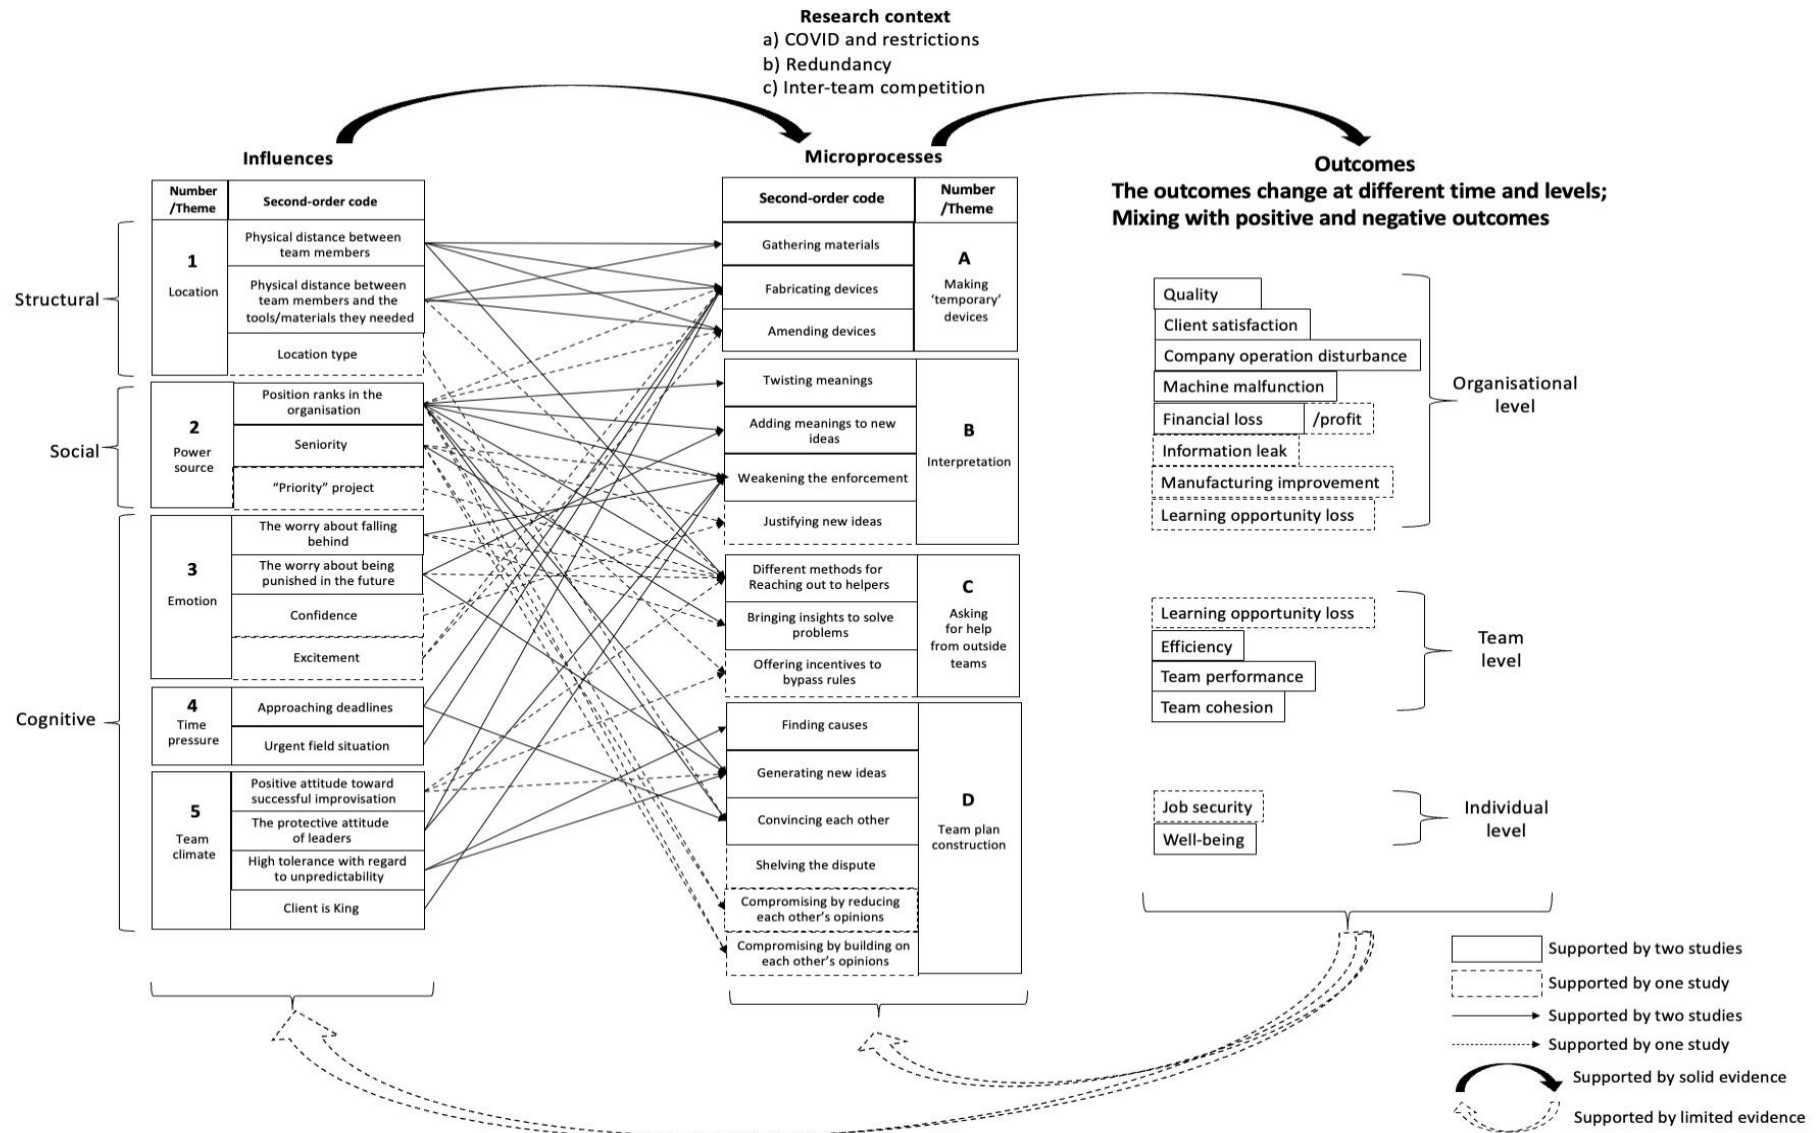 Research context
a) COVID and restrictions
b) Redundancy
c) Inter-team competition
Influences
Number
/Theme
Second-order code
Structural
1
Location
Physical distance between
team members
Physical distance between
team members and the
tools/materials they needed
Location type
Social
2
Power
source
Position ranks in the
organisation
Seniority
“Priority” project
Cognitive
3
Emotion
The worry about falling
behind
The worry about being
punished in the future
Confidence
Excitement
4
Time
pressure
Approaching deadlines
Urgent field situation
5
Team
climate
Positive attitude toward
successful improvisation
The protective attitude
of leaders
High tolerance with regard
to unpredictability
Client is King
Microprocesses
Second-order code
Number
/Theme
Gathering materials
Fabricating devices
Amending devices
A
Making
‘temporary’
devices
Twisting meanings
Adding meanings to new
ideas
Weakening the enforcement
Justifying new ideas
B
Interpretation
Different methods for
Reaching out to helpers
Bringing insights to solve
problems
Offering incentives to
bypass rules
C
Asking
for help
from outside
teams
Finding causes
Generating new ideas
Convincing each other
Shelving the dispute
Compromising by reducing
each other’s opinions
Compromising by building on
each other’s opinions
D
Team plan
construction
Outcomes
The outcomes change at different time and levels;
Mixing with positive and negative outcomes
Quality
Client satisfaction
Company operation disturbance
Machine malfunction
Financial loss /profit
Information leak
Manufacturing improvement
Learning opportunity loss
Organisational
level
Learning opportunity loss
Efficiency
Team performance
Team cohesion
Team
level
Job security
Well-being
Individual
level
Supported by two studies
Supported by one study
Supported by two studies
Supported by one study
Supported by solid evidence
Supported by limited evidence